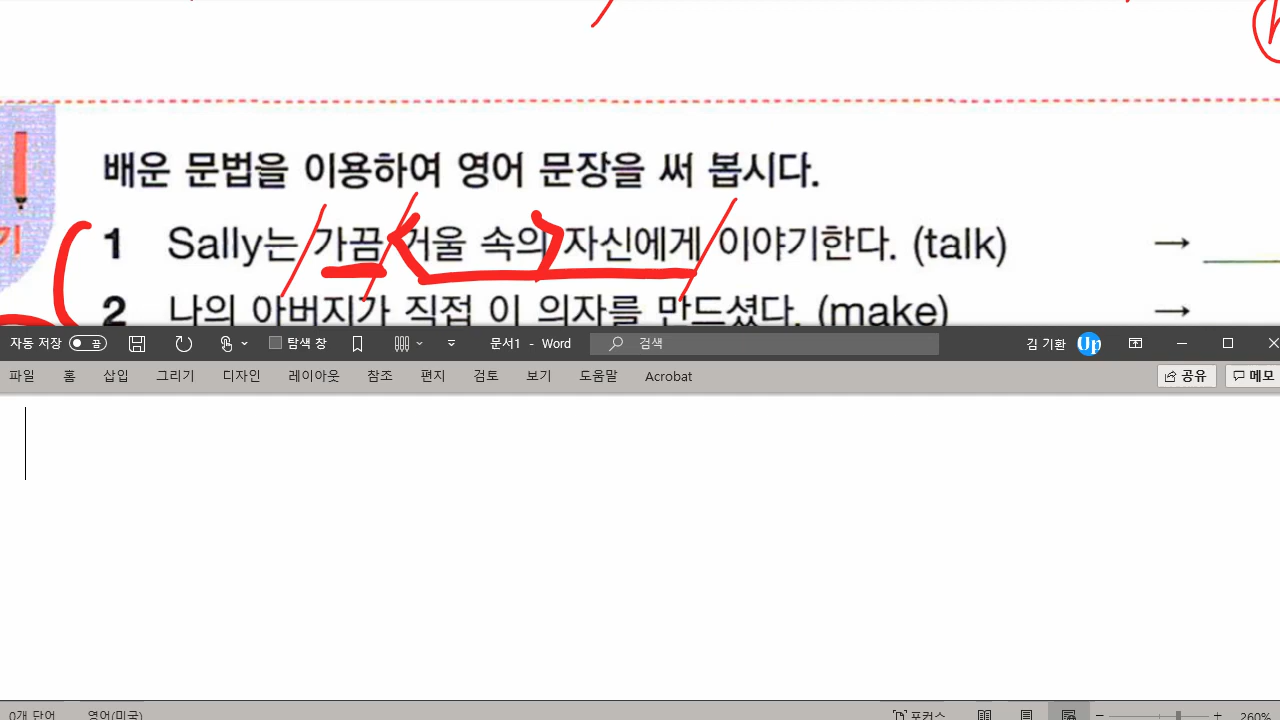 배운 문법을 이용하여 영어 문장을 써 봅시다.
기
1 Sally는 가끔 거울 속의 자신에게 이야기한다. (talk) →
2 나의 아버지가 직접 이 의자를 만드셨다. (make) →
자동 저장 끔 탐색 창 문서1 - Word 검색 김 기환 Up
파일 홈 삽입 그리기 디자인 레이아웃 참조 편지 검토 보기 도움말 Acrobat 공유 메모
0개 단어 영어(미국) 포커스 260%